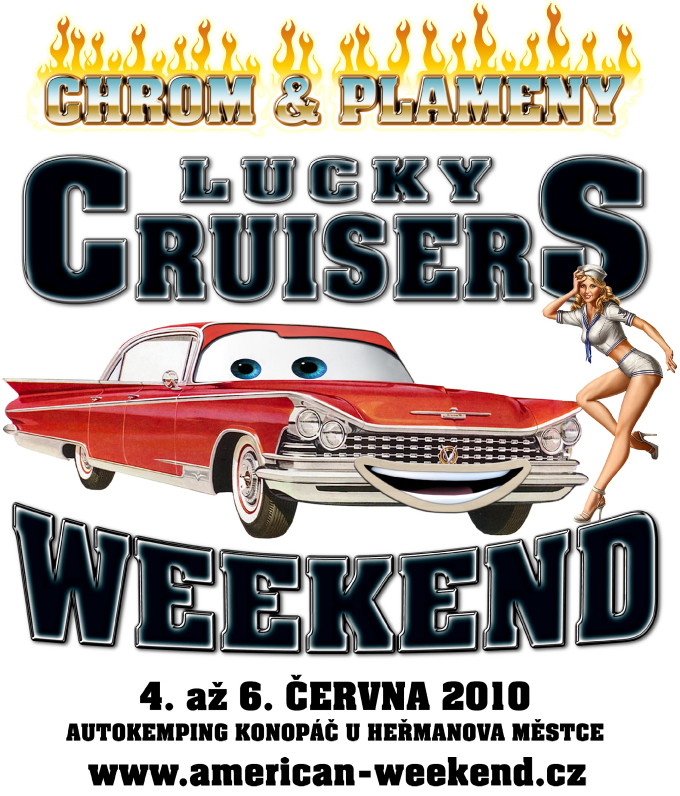 CHROM & PLAMENY
LUCKY
CRUISERS
WEEKEND
4. až 6. ČERVNA 2010
AUTOKEMPING KONOPÁČ U HEŘMANOVA MĚSTCE
www.american-weekend.cz